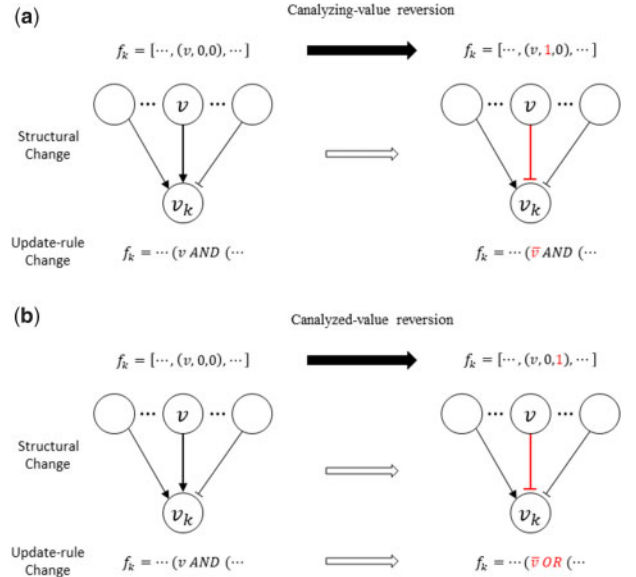 (a)
Canalyzing-value reversion
f_k = [⋯, (v, 0,0), ⋯] f_k = [⋯, (v, 1,0), ⋯]
⋯ v ⋯ ⋯ v ⋯
Structural
Change
v_k v_k
Update-rule
Change
f_k = ⋯ (v AND (⋯ f_k = ⋯ (v̅ AND (⋯
(b)
Canalyzed-value reversion
f_k = [⋯, (v, 0,0), ⋯] f_k = [⋯, (v, 0,1), ⋯]
⋯ v ⋯ ⋯ v ⋯
Structural
Change
v_k v_k
Update-rule
Change
f_k = ⋯ (v AND (⋯ f_k = ⋯ (v̅ OR (⋯